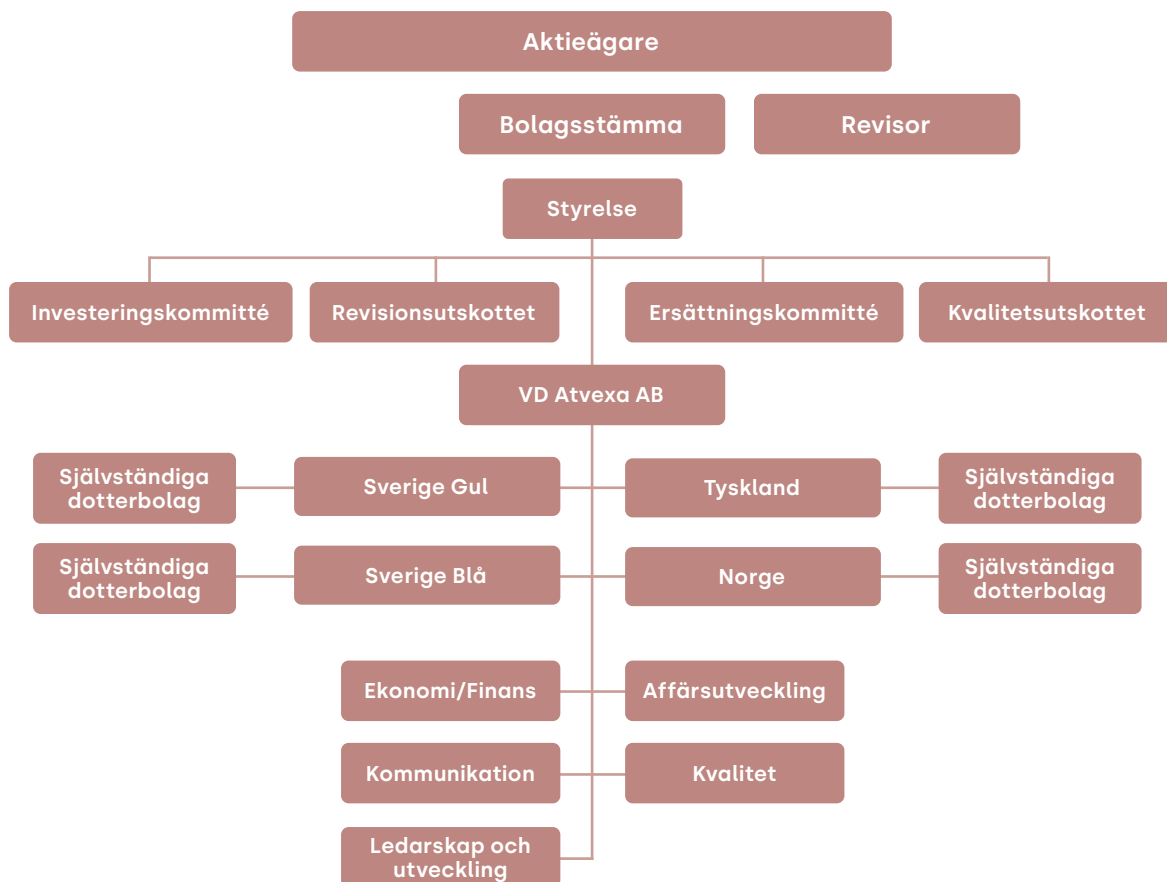 Aktieägare
Bolagsstämma
Revisor
Styrelse
Investeringskommitté
Revisionsutskottet
Ersättningskommitté
Kvalitetsutskottet
VD Atvexa AB
Självständiga
dotterbolag
Sverige Gul
Tyskland
Självständiga
dotterbolag
Självständiga
dotterbolag
Sverige Blå
Norge
Självständiga
dotterbolag
Ekonomi/Finans
Affärsutveckling
Kommunikation
Kvalitet
Ledarskap och
utveckling